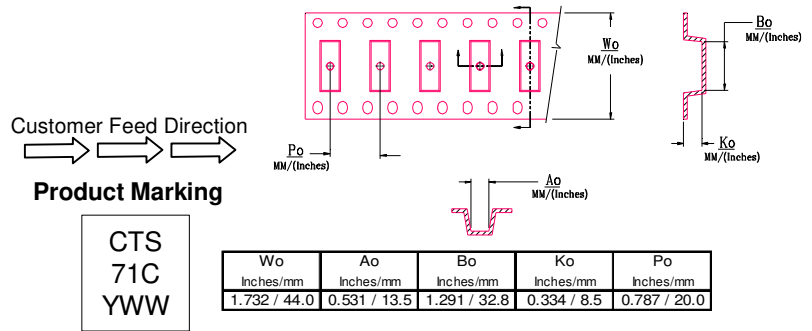 Wo
MM/(Inches)
Bo
MM/(Inches)
Customer Feed Direction
Po
MM/(Inches)
Ko
MM/(Inches)
Product Marking
Ao
MM/(Inches)
CTS
71C
YWW
Wo Ao Bo Ko Po
Inches/mm Inches/mm Inches/mm Inches/mm Inches/mm
1.732 / 44.0 0.531 / 13.5 1.291 / 32.8 0.334 / 8.5 0.787 / 20.0